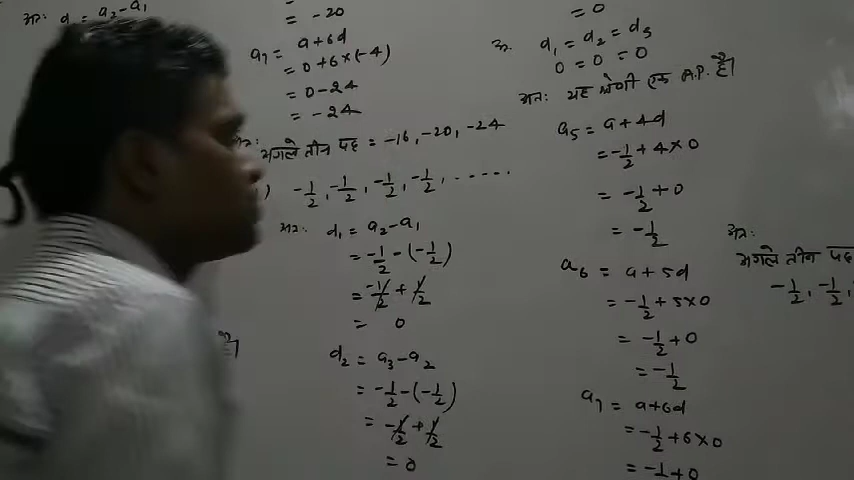 अतः d = a₂-a₁
= -20
a₇ = a+6d
= 0+6×(-4)
= 0-24
= -24
अतः
अगले तीन पद = -16, -20, -24
) -1/2, -1/2, -1/2, -1/2, .....
अतः d₁ = a₂-a₁
= -1/2-(-1/2)
= -1/2+1/2
= 0
d₂ = a₃-a₂
= -1/2-(-1/2)
= -1/2+1/2
= 0
= 0
d₁ = d₂ = d₃
0 = 0 = 0
अतः यह श्रेणी एक A.P. है।
a₅ = a+4d
= -1/2+4×0
= -1/2+0
= -1/2
a₆ = a+5d
= -1/2+5×0
= -1/2+0
= -1/2
a₇ = a+6d
= -1/2+6×0
= -1+0
अतः
अगले तीन पद
-1/2, -1/2,